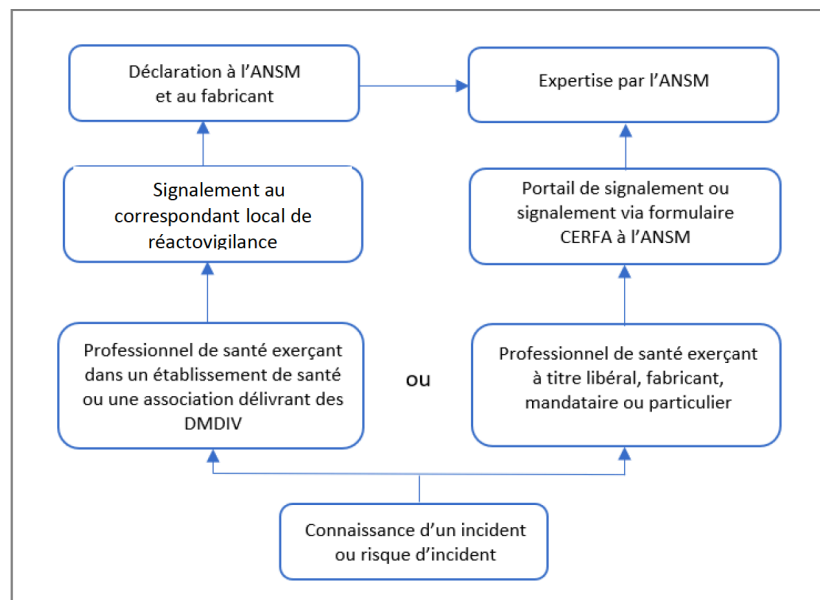 Déclaration à l’ANSM
et au fabricant
Expertise par l’ANSM
Signalement au
correspondant local de
réactovigilance
Portail de signalement ou
signalement via formulaire
CERFA à l’ANSM
Professionnel de santé exerçant
dans un établissement de santé
ou une association délivrant des
DMDIV
ou
Professionnel de santé exerçant
à titre libéral, fabricant,
mandataire ou particulier
Connaissance d’un incident
ou risque d’incident